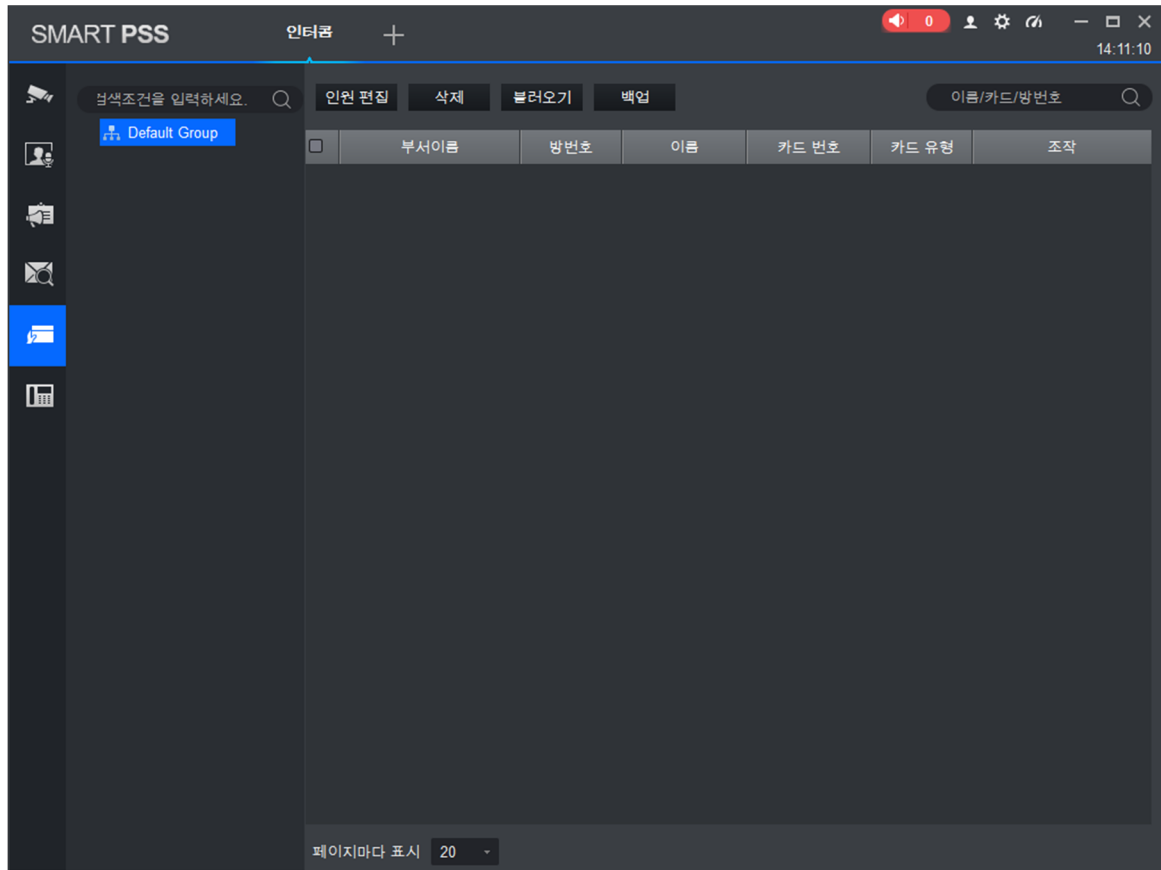 SMART PSS
인터콤
0
14:11:10
검색조건을 입력하세요.
Default Group
인원 편집 삭제 불러오기 백업
이름/카드/방번호
부서이름 방번호 이름 카드 번호 카드 유형 조작
페이지마다 표시 20